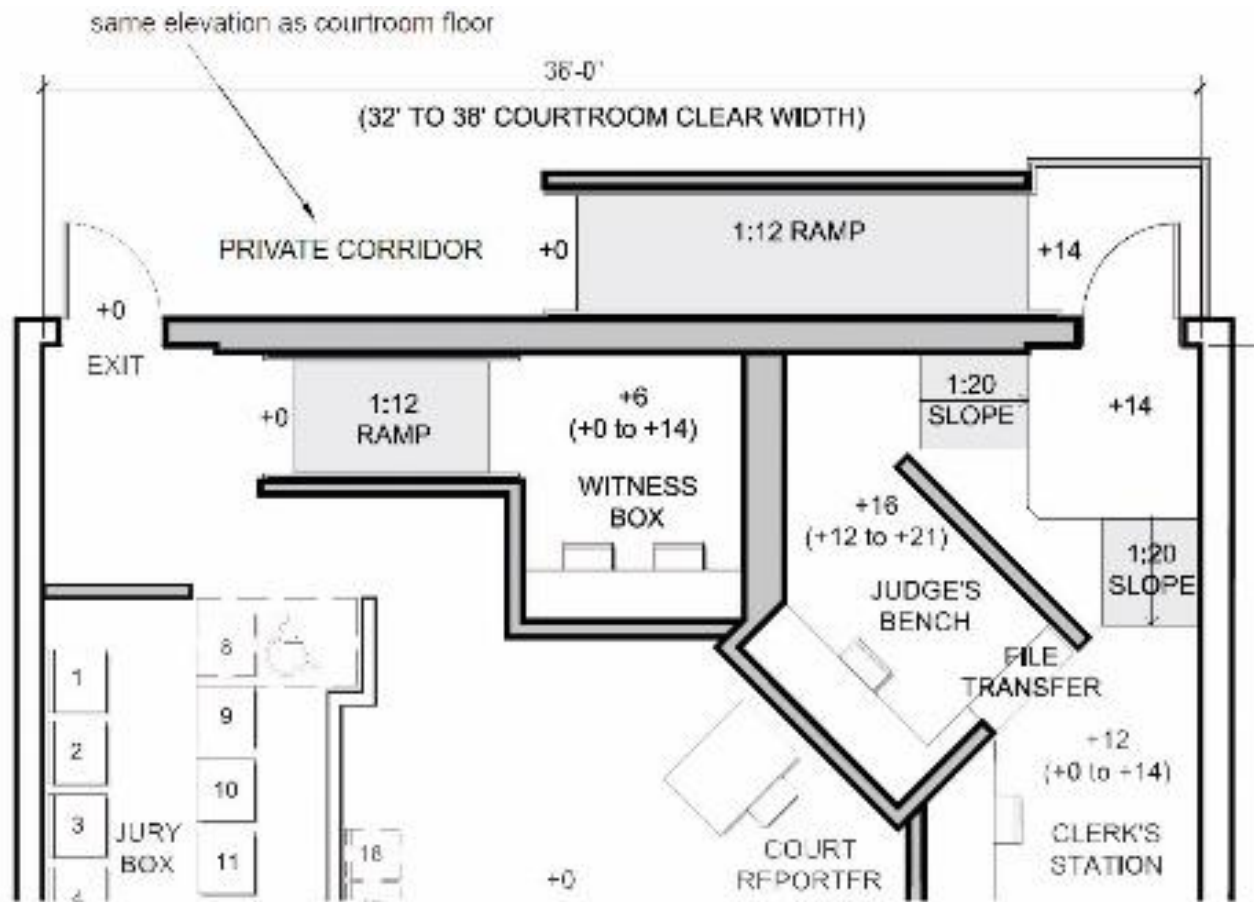 same elevation as courtroom floor
36'-0"
(32' TO 38' COURTROOM CLEAR WIDTH)
PRIVATE CORRIDOR
+0
1:12 RAMP
+14
+0
EXIT
+0
1:12
RAMP
+6
(+0 to +14)
WITNESS
BOX
1:20
SLOPE
+14
+16
(+12 to +21)
JUDGE'S
BENCH
1:20
SLOPE
FILE
TRANSFER
8
1
9
2
10
3
JURY
BOX
11
4
16
+0
COURT
REPORTER
+12
(+0 to +14)
CLERK'S
STATION